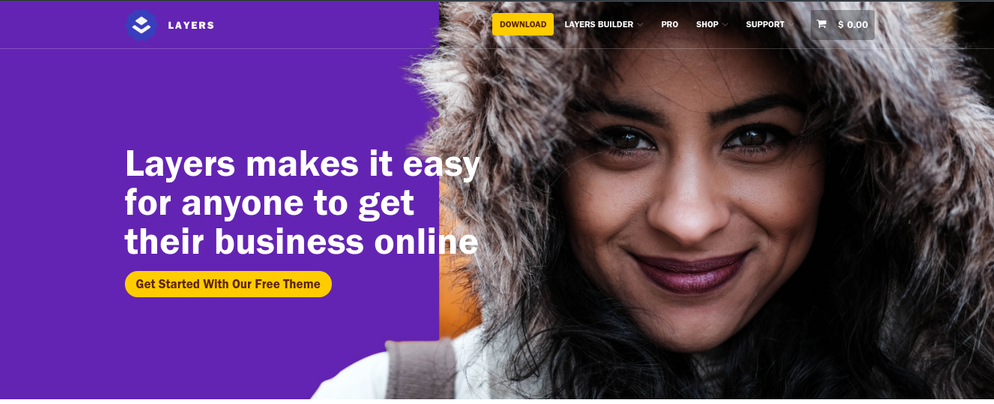 LAYERS
DOWNLOAD LAYERS BUILDER PRO SHOP SUPPORT $ 0.00
Layers makes it easy
for anyone to get
their business online
Get Started With Our Free Theme